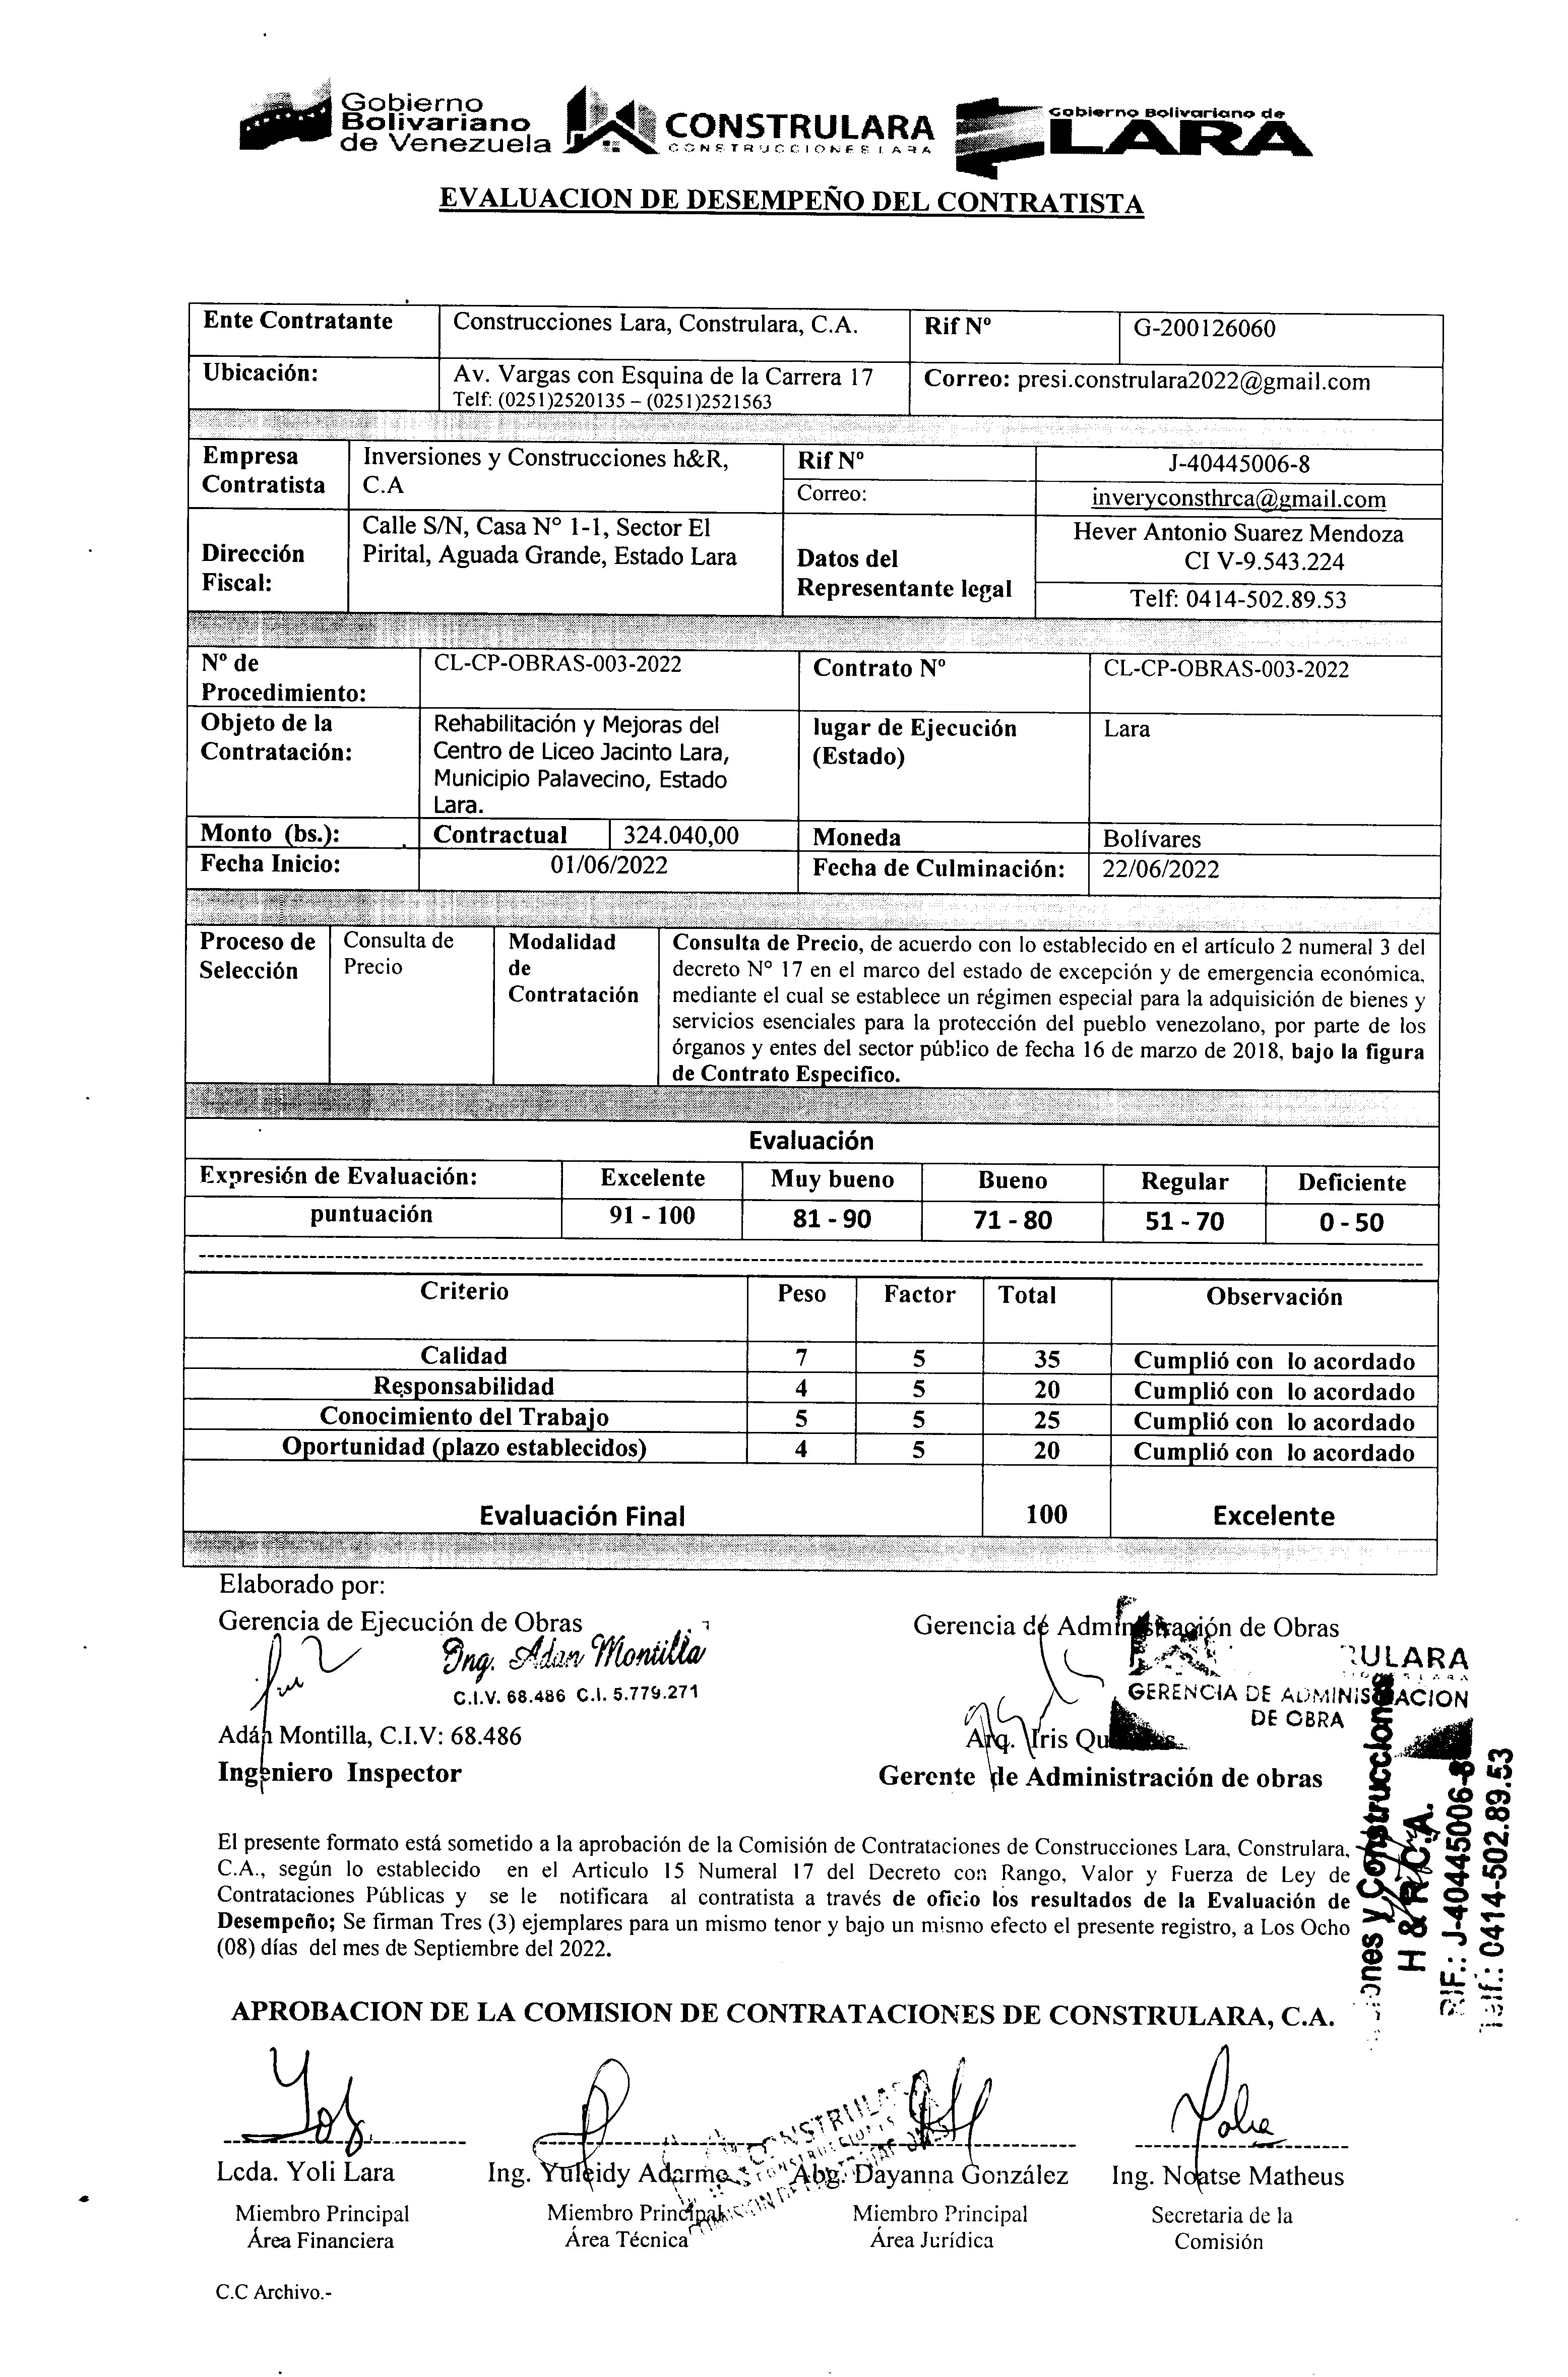 Gobierno
Bolivariano
de Venezuela
CONSTRULARA
CONSTRUCCIONES LARA
Gobierno Bolivariano de
LARA
EVALUACION DE DESEMPEÑO DEL CONTRATISTA
Ente Contratante
Construcciones Lara, Construlara, C.A.
Rif Nº
G-200126060
Ubicación:
Av. Vargas con Esquina de la Carrera 17
Telf: (0251)2520135 – (0251)2521563
Correo: presi.construlara2022@gmail.com
Empresa
Contratista
Inversiones y Construcciones h&R,
C.A
Rif Nº
J-40445006-8
Correo:
inveryconsthrca@gmail.com
Dirección
Fiscal:
Calle S/N, Casa N° 1-1, Sector El
Pirital, Aguada Grande, Estado Lara
Datos del
Representante legal
Hever Antonio Suarez Mendoza
CI V-9.543.224
Telf: 0414-502.89.53
Nº de
Procedimiento:
CL-CP-OBRAS-003-2022
Contrato Nº
CL-CP-OBRAS-003-2022
Objeto de la
Contratación:
Rehabilitación y Mejoras del
Centro de Liceo Jacinto Lara,
Municipio Palavecino, Estado
Lara.
lugar de Ejecución
(Estado)
Lara
Monto (bs.):
Contractual
324.040,00
Moneda
Bolívares
Fecha Inicio:
01/06/2022
Fecha de Culminación:
22/06/2022
Proceso de
Selección
Consulta de
Precio
Modalidad
de
Contratación
Consulta de Precio, de acuerdo con lo establecido en el artículo 2 numeral 3 del
decreto N° 17 en el marco del estado de excepción y de emergencia económica,
mediante el cual se establece un régimen especial para la adquisición de bienes y
servicios esenciales para la protección del pueblo venezolano, por parte de los
órganos y entes del sector público de fecha 16 de marzo de 2018, bajo la figura
de Contrato Especifico.
Evaluación
Expresión de Evaluación:
Excelente
Muy bueno
Bueno
Regular
Deficiente
puntuación
91 - 100
81 - 90
71 - 80
51 - 70
0 - 50
Criterio
Peso
Factor
Total
Observación
Calidad
7
5
35
Cumplió con lo acordado
Responsabilidad
4
5
20
Cumplió con lo acordado
Conocimiento del Trabajo
5
5
25
Cumplió con lo acordado
Oportunidad (plazo establecidos)
4
5
20
Cumplió con lo acordado
Evaluación Final
100
Excelente
Elaborado por:
Gerencia de Ejecución de Obras
Gerencia de Administración de Obras
Ing. Adan Montilla
C.I.V. 68.486 C.I. 5.779.271
RULARA
GERENCIA DE ADMINISTRACION
DE OBRA
Adán Montilla, C.I.V: 68.486
Arq. Iris
Ingeniero Inspector
Gerente de Administración de obras
El presente formato está sometido a la aprobación de la Comisión de Contrataciones de Construcciones Lara, Construlara,
C.A., según lo establecido en el Articulo 15 Numeral 17 del Decreto con Rango, Valor y Fuerza de Ley de
Contrataciones Públicas y se le notificara al contratista a través de oficio los resultados de la Evaluación de
Desempeño; Se firman Tres (3) ejemplares para un mismo tenor y bajo un mismo efecto el presente registro, a Los Ocho
(08) días del mes de Septiembre del 2022.
iones y Construcciones
H & R C.A.
RIF.: J-40445006-8
Telf.: 0414-502.89.53
APROBACION DE LA COMISION DE CONTRATACIONES DE CONSTRULARA, C.A.
CONSTRULARA
Lcda. Yoli Lara
Ing. Yuleidy Adarme
Abg. Dayanna González
Ing. Noatse Matheus
Miembro Principal
Área Financiera
Miembro Principal
Área Técnica
Miembro Principal
Área Jurídica
Secretaria de la
Comisión
C.C Archivo.-